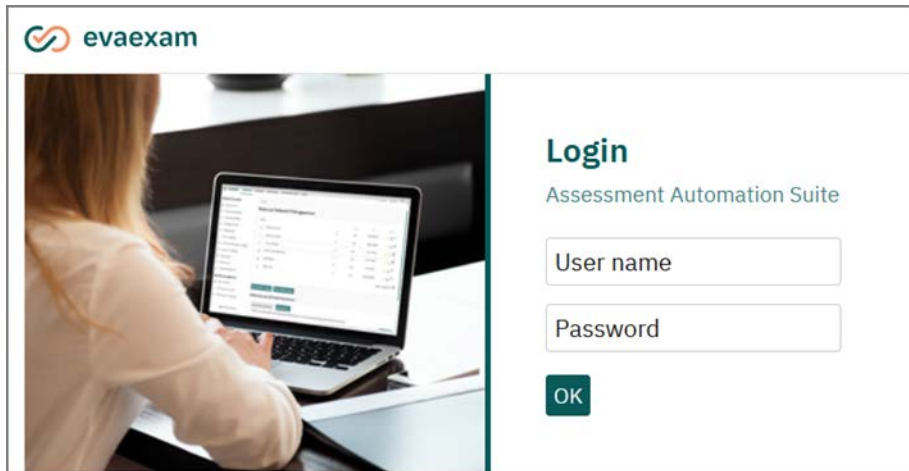 evaexam
Login
Assessment Automation Suite
User name
Password
OK